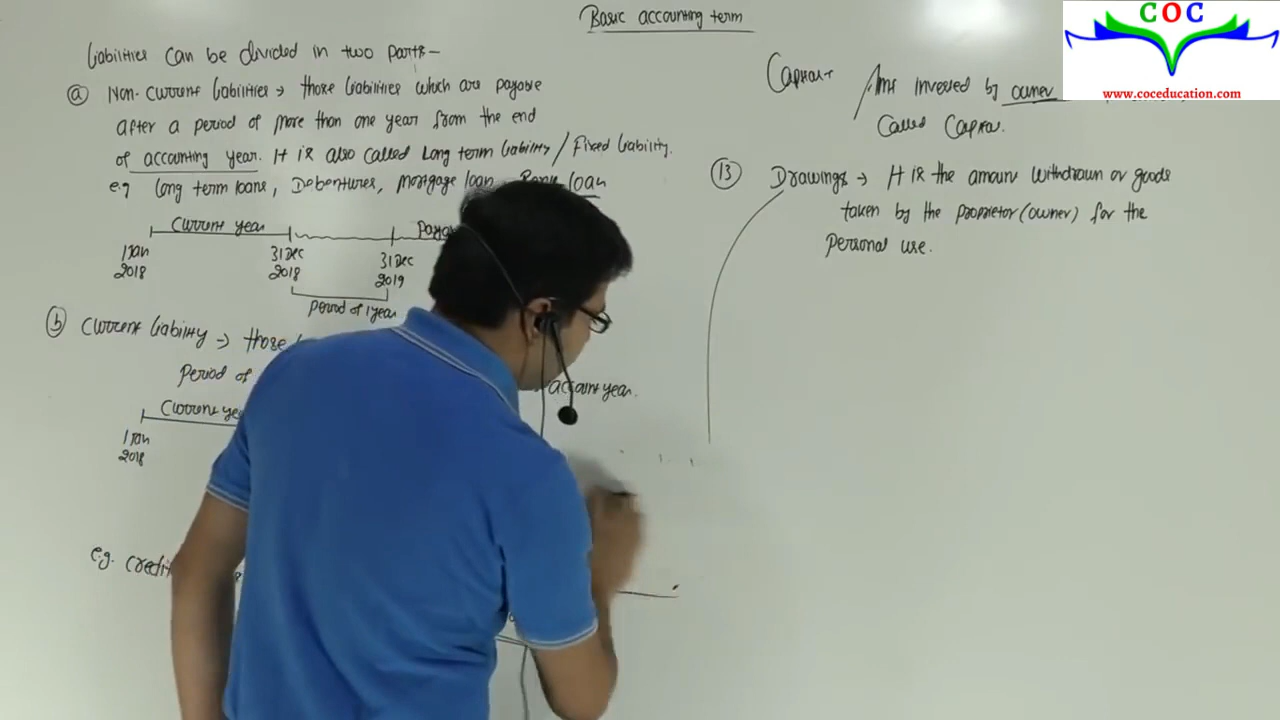 Basic accounting term
COC
www.coceducation.com
Liabilities can be divided in two parts-
a Non-Current Liabilities → those liabilities which are payable
after a period of more than one year from the end
of accounting year. It is also called Long term liability / Fixed liability.
e.g Long term loans, Debentures, Mortgage loan, Bank loan
Current year
1 Jan 2018
31 Dec 2018
31 Dec 2019
Period of 1 year
b Current liability → those
Period of
account year.
Current
1 Jan
2018
e.g.
Capital
Amt invested by owner
Called Capital.
13 Drawings → It is the amount withdrawn or goods
taken by the proprietor (owner) for the
Personal use.